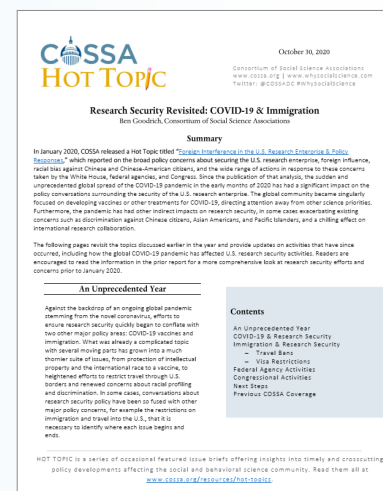 COSSA
HOT TOPIC
October 30, 2020
Consortium of Social Science Associations
www.cossa.org | www.whysocialscience.com
Twitter: @COSSADC #WhySocialScience
Research Security Revisited: COVID-19 & Immigration
Ben Goodrich, Consortium of Social Science Associations
Summary
In January 2020, COSSA released a Hot Topic titled “Foreign Interference in the U.S. Research Enterprise & Policy
Responses,” which reported on the broad policy concerns about securing the U.S. research enterprise, foreign influence,
racial bias against Chinese and Chinese-American citizens, and the wide range of actions in response to these concerns
taken by the White House, federal agencies, and Congress. Since the publication of that analysis, the sudden and
unprecedented global spread of the COVID-19 pandemic in the early months of 2020 has had a significant impact on the
policy conversations surrounding the security of the U.S. research enterprise. The global community became singularly
focused on developing vaccines or other treatments for COVID-19, directing attention away from other science priorities.
Furthermore, the pandemic has had other indirect impacts on research security, in some cases exacerbating existing
concerns such as discrimination against Chinese citizens, Asian Americans, and Pacific Islanders, and a chilling effect on
international research collaboration.
The following pages revisit the topics discussed earlier in the year and provide updates on activities that have since
occurred, including how the global COVID-19 pandemic has affected U.S. research security activities. Readers are
encouraged to read the information in the prior report for a more comprehensive look at research security efforts and
concerns prior to January 2020.
An Unprecedented Year
Against the backdrop of an ongoing global pandemic
stemming from the novel coronavirus, efforts to
ensure research security quickly began to conflate with
two other major policy areas: COVID-19 vaccines and
immigration. What was already a complicated topic
with several moving parts has grown into a much
thornier suite of issues, from protection of intellectual
property and the international race to a vaccine, to
heightened efforts to restrict travel through U.S.
borders and renewed concerns about racial profiling
and discrimination. In some cases, conversations about
research security policy have been so fused with other
major policy concerns, for example the restrictions on
immigration and travel into the U.S., that it is
necessary to identify where each issue begins and
ends.
Contents
An Unprecedented Year
COVID-19 & Research Security
Immigration & Research Security
– Travel Bans
– Visa Restrictions
Federal Agency Activities
Congressional Activities
Next Steps
Previous COSSA Coverage
HOT TOPIC is a series of occasional featured issue briefs offering insights into timely and crosscutting
policy developments affecting the social and behavioral science community. Read them all at
www.cossa.org/resources/hot-topics.